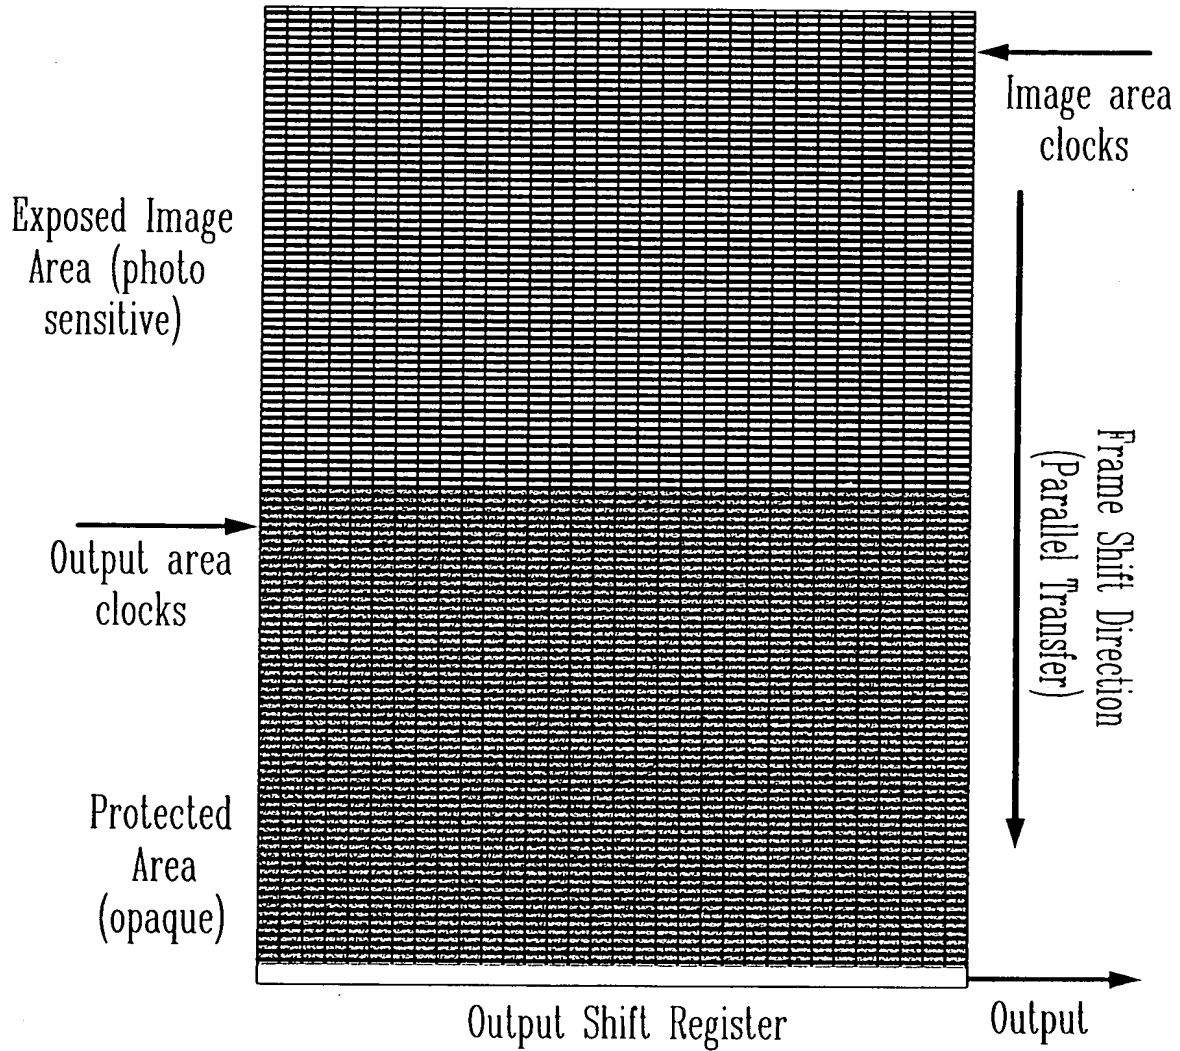 Image area
clocks
Exposed Image
Area (photo
sensitive)
Frame Shift Direction
(Parallel Transfer)
Output area
clocks
Protected
Area
(opaque)
Output Shift Register
Output